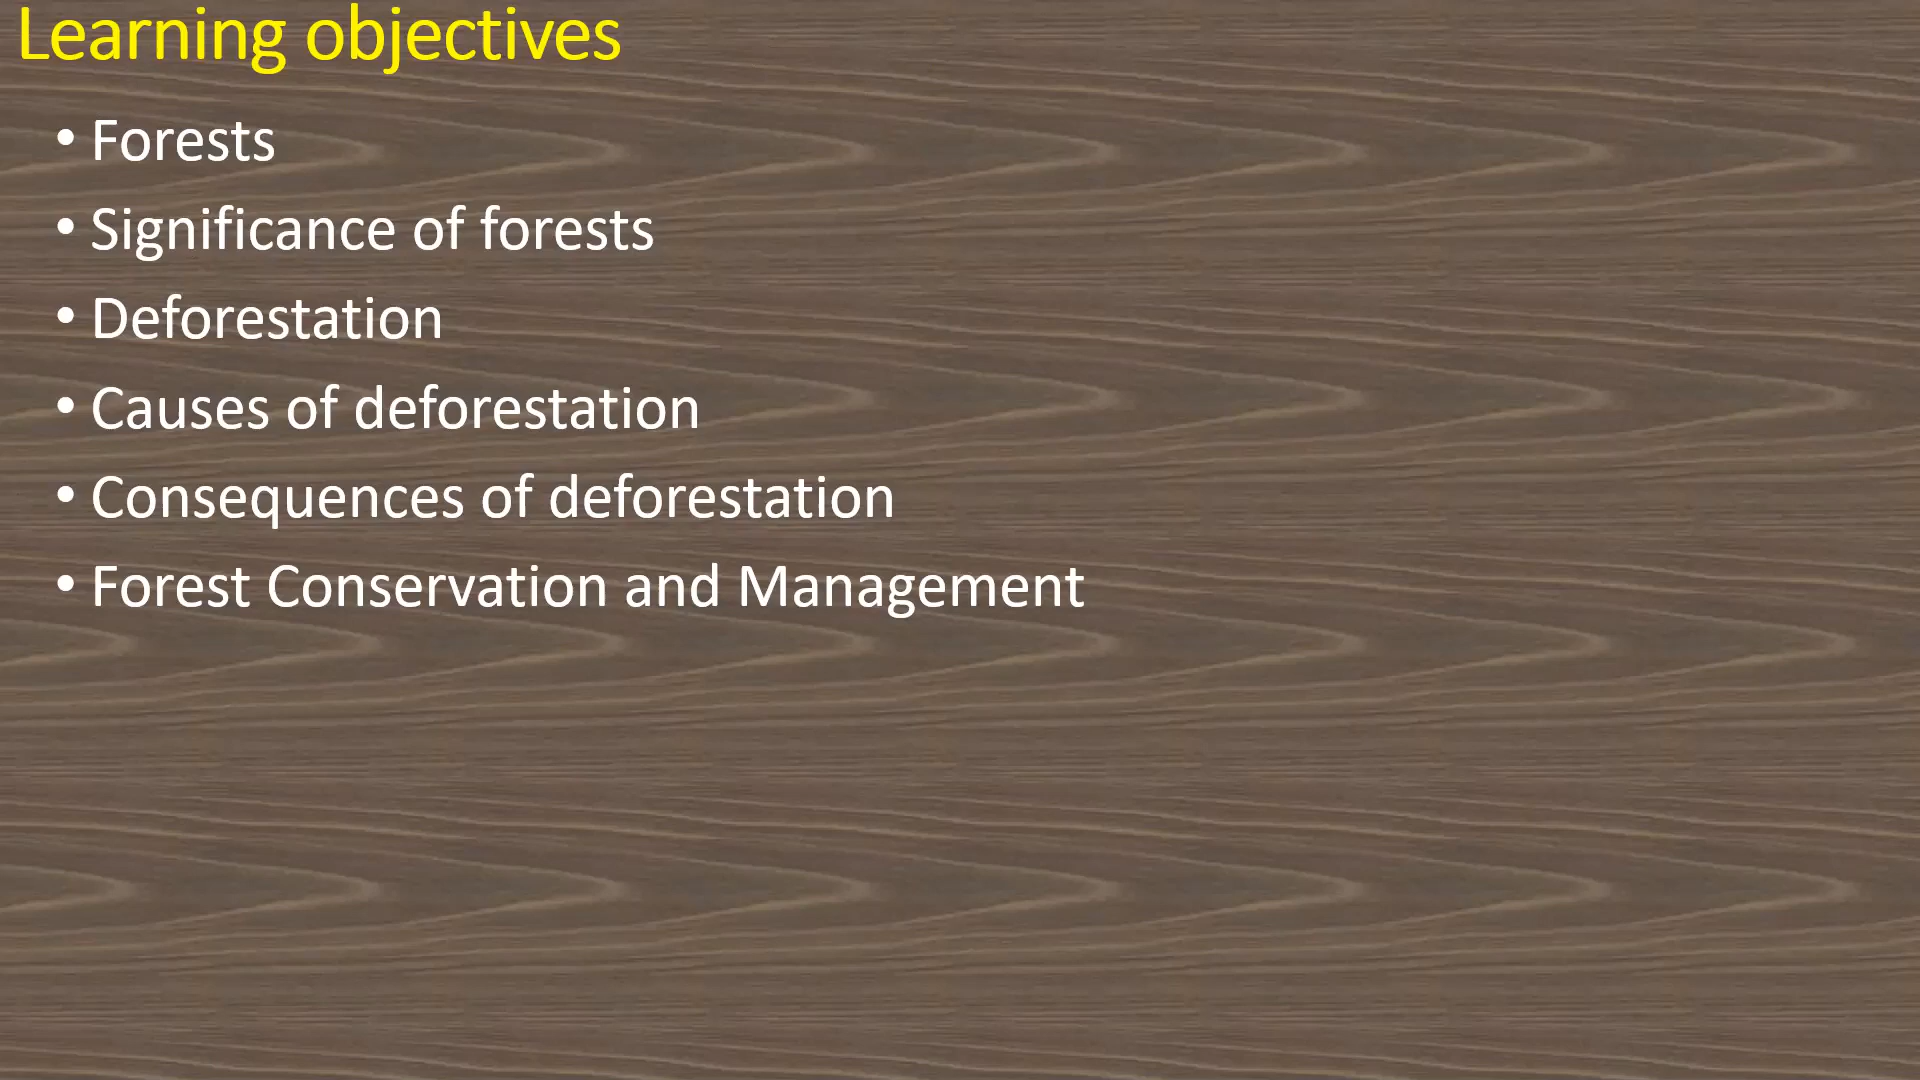 Learning objectives
• Forests
• Significance of forests
• Deforestation
• Causes of deforestation
• Consequences of deforestation
• Forest Conservation and Management